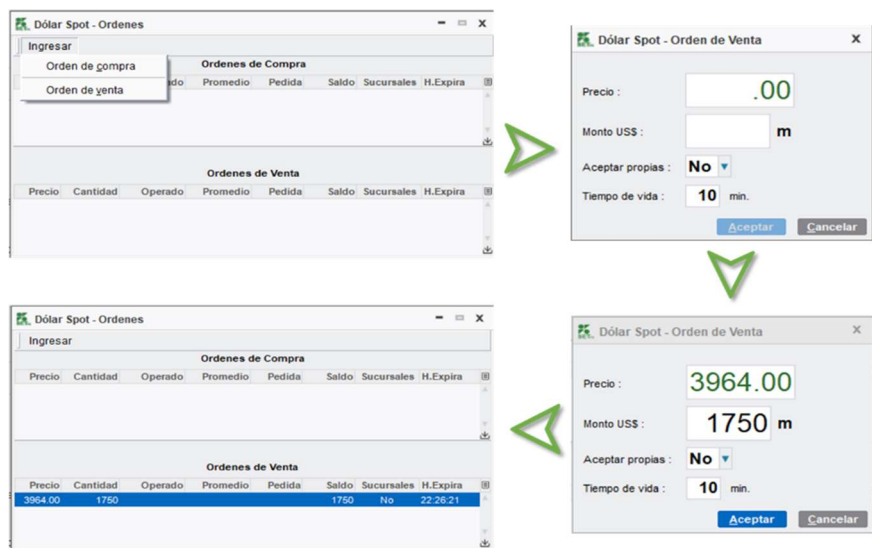 Dólar Spot - Ordenes
Ingresar
Orden de compra
Orden de venta
Ordenes de Compra
ado Promedio Pedida Saldo Sucursales H.Expira
Ordenes de Venta
Precio Cantidad Operado Promedio Pedida Saldo Sucursales H.Expira
Dólar Spot - Orden de Venta
Precio : .00
Monto US$ : m
Aceptar propias : No
Tiempo de vida : 10 min.
Aceptar Cancelar
Dólar Spot - Orden de Venta
Precio : 3964.00
Monto US$ : 1750 m
Aceptar propias : No
Tiempo de vida : 10 min.
Aceptar Cancelar
Dólar Spot - Ordenes
Ingresar
Ordenes de Compra
Precio Cantidad Operado Promedio Pedida Saldo Sucursales H.Expira
Ordenes de Venta
Precio Cantidad Operado Promedio Pedida Saldo Sucursales H.Expira
3964.00 1750 1750 No 22:26:21